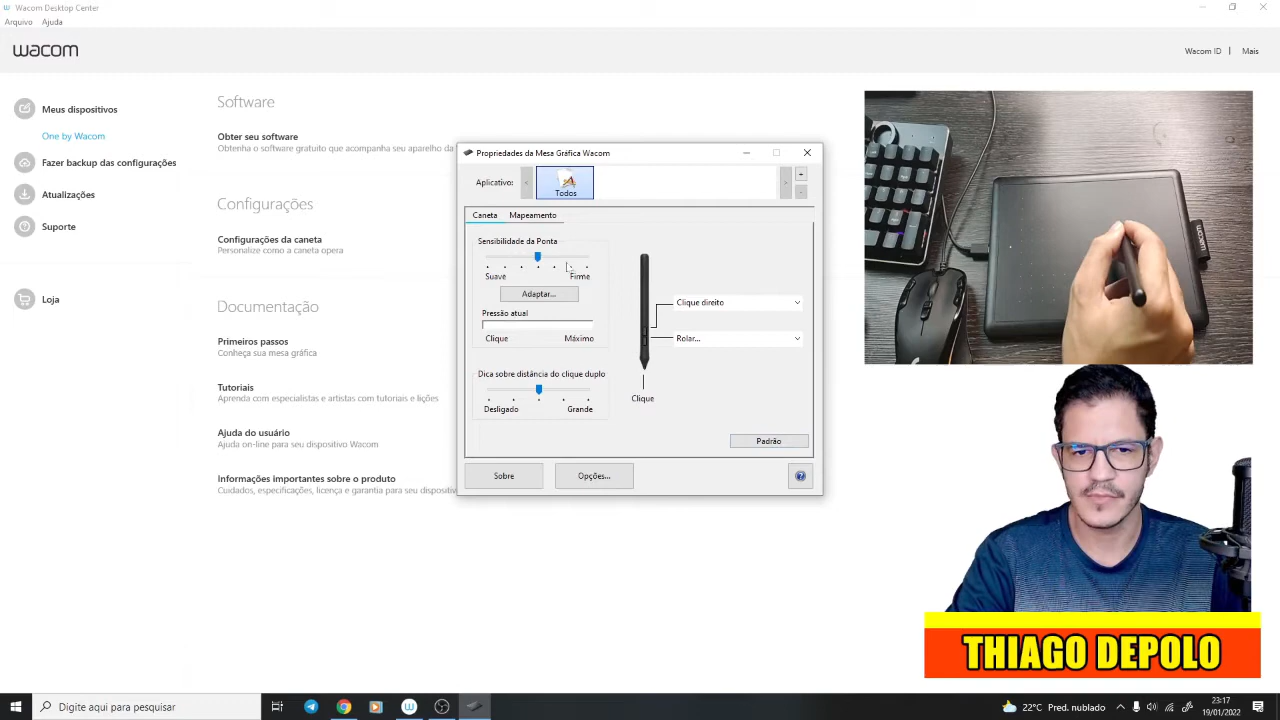 Wacom Desktop Center
Arquivo Ajuda
wacom
Wacom ID | Mais
Meus dispositivos
One by Wacom
Fazer backup das configurações
Atualizações
Suporte
Loja
Software
Obter seu software
Obtenha o software gratuito que acompanha seu aparelho da
Configurações
Configurações da caneta
Personalize como a caneta opera
Documentação
Primeiros passos
Conheça sua mesa gráfica
Tutoriais
Aprenda com especialistas e artistas com tutoriais e lições
Ajuda do usuário
Ajuda on-line para seu dispositivo Wacom
Informações importantes sobre o produto
Cuidados, especificações, licença e garantia para seu dispositiv
Propriedades da Mesa Gráfica Wacom
Aplicativo: < Todos > + -
Caneta Mapeamento
Sensibilidade da Ponta
Suave Firme
Adaptar...
Pressão atual
Clique Máximo
Dica sobre distância do clique duplo
Desligado Grande
Clique direito
Rolar...
Clique
Padrão
Sobre Opções... ?
wacom
THIAGO DEPOLO
Digite aqui para pesquisar
22°C Pred. nublado
23:17
19/01/2022